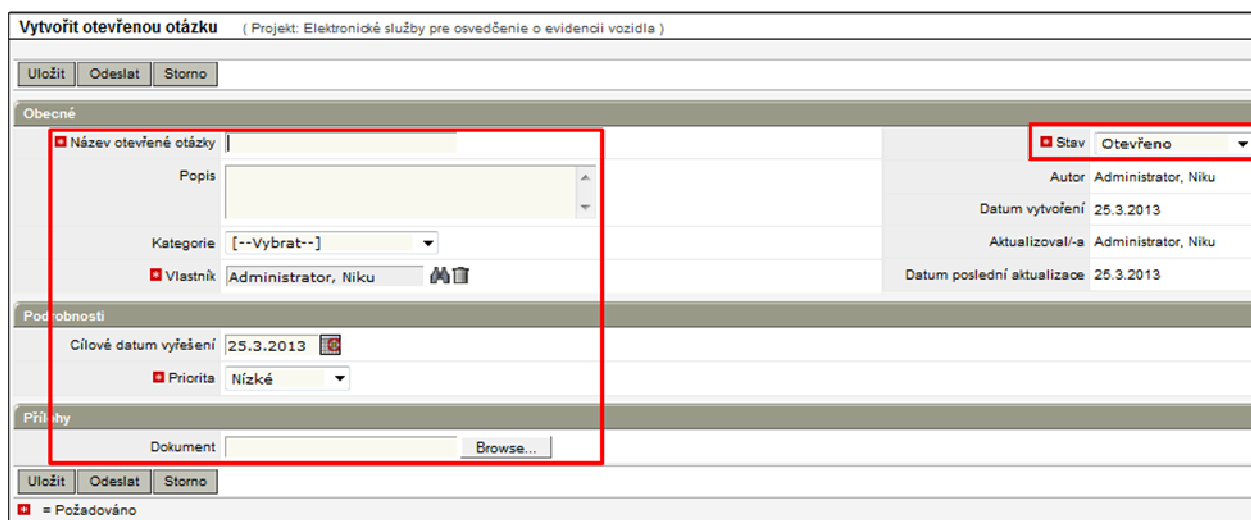 Vytvořit otevřenou otázku ( Projekt: Elektronické služby pre osvedčenie o evidencii vozidla )
Uložit Odeslat Storno
Obecné
Název otevřené otázky
Stav Otevřeno
Popis
Autor Administrator, Niku
Datum vytvoření 25.3.2013
Kategorie [--Vybrat--]
Aktualizoval/-a Administrator, Niku
Vlastník Administrator, Niku
Datum poslední aktualizace 25.3.2013
Podrobnosti
Cílové datum vyřešení 25.3.2013
Priorita Nízké
Přílohy
Dokument Browse...
Uložit Odeslat Storno
= Požadováno